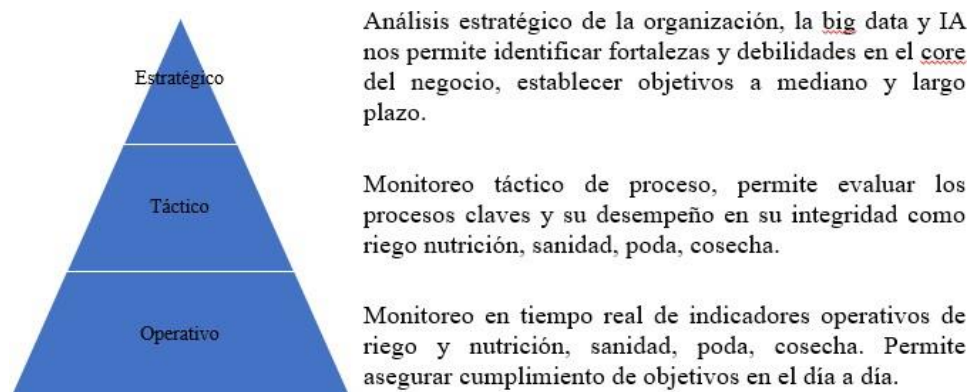 Estratégico
Análisis estratégico de la organización, la big data y IA
nos permite identificar fortalezas y debilidades en el core
del negocio, establecer objetivos a mediano y largo
plazo.
Táctico
Monitoreo táctico de proceso, permite evaluar los
procesos claves y su desempeño en su integridad como
riego nutrición, sanidad, poda, cosecha.
Operativo
Monitoreo en tiempo real de indicadores operativos de
riego y nutrición, sanidad, poda, cosecha. Permite
asegurar cumplimiento de objetivos en el día a día.